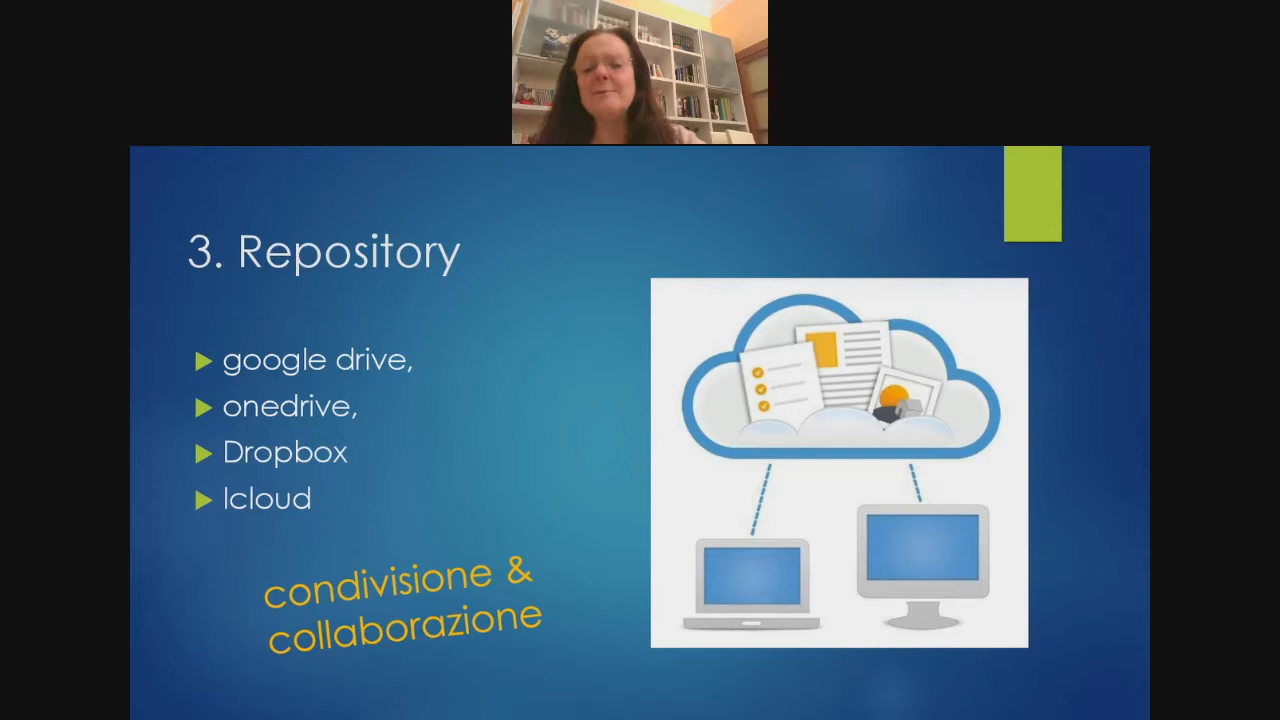 3. Repository
google drive,
onedrive,
Dropbox
Icloud
condivisione &
collaborazione